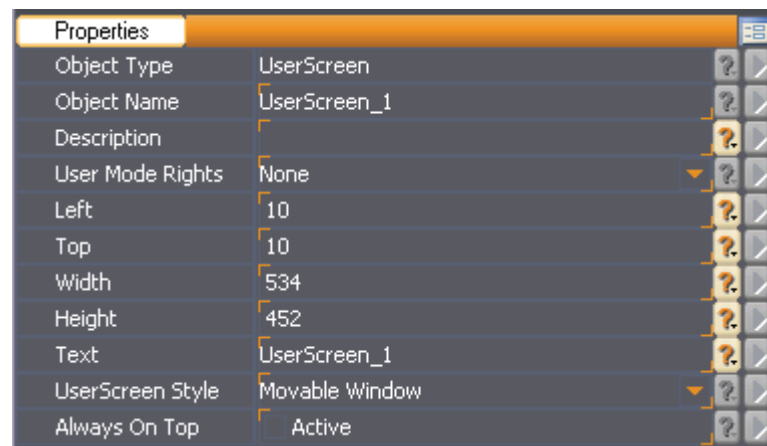 Properties
Object Type UserScreen ?
Object Name UserScreen_1 ?
Description ?
User Mode Rights None ?
Left 10 ?
Top 10 ?
Width 534 ?
Height 452 ?
Text UserScreen_1 ?
UserScreen Style Movable Window ?
Always On Top Active ?